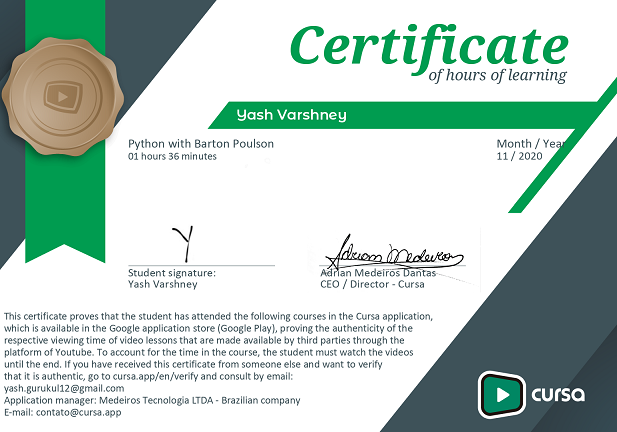 Certificate
of hours of learning
Yash Varshney
Python with Barton Poulson
01 hours 36 minutes
Month / Year
11 / 2020
Y
Adrian Medeiros
Student signature:
Yash Varshney
Adrian Medeiros Dantas
CEO / Director - Cursa
This certificate proves that the student has attended the following courses in the Cursa application,
which is available in the Google application store (Google Play), proving the authenticity of the
respective viewing time of video lessons that are made available by third parties through the
platform of Youtube. To account for the time in the course, the student must watch the videos
until the end. If you have received this certificate from someone else and want to verify
that it is authentic, go to cursa.app/en/verify and consult by email:
yash.gurukul12@gmail.com
Application manager: Medeiros Tecnologia LTDA - Brazilian company
E-mail: contato@cursa.app
cursa